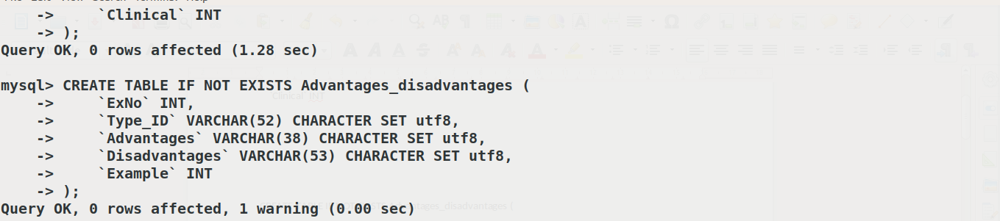 -> `Clinical` INT
-> );
Query OK, 0 rows affected (1.28 sec)
mysql> CREATE TABLE IF NOT EXISTS Advantages_disadvantages (
-> `ExNo` INT,
-> `Type_ID` VARCHAR(52) CHARACTER SET utf8,
-> `Advantages` VARCHAR(38) CHARACTER SET utf8,
-> `Disadvantages` VARCHAR(53) CHARACTER SET utf8,
-> `Example` INT
-> );
Query OK, 0 rows affected, 1 warning (0.00 sec)